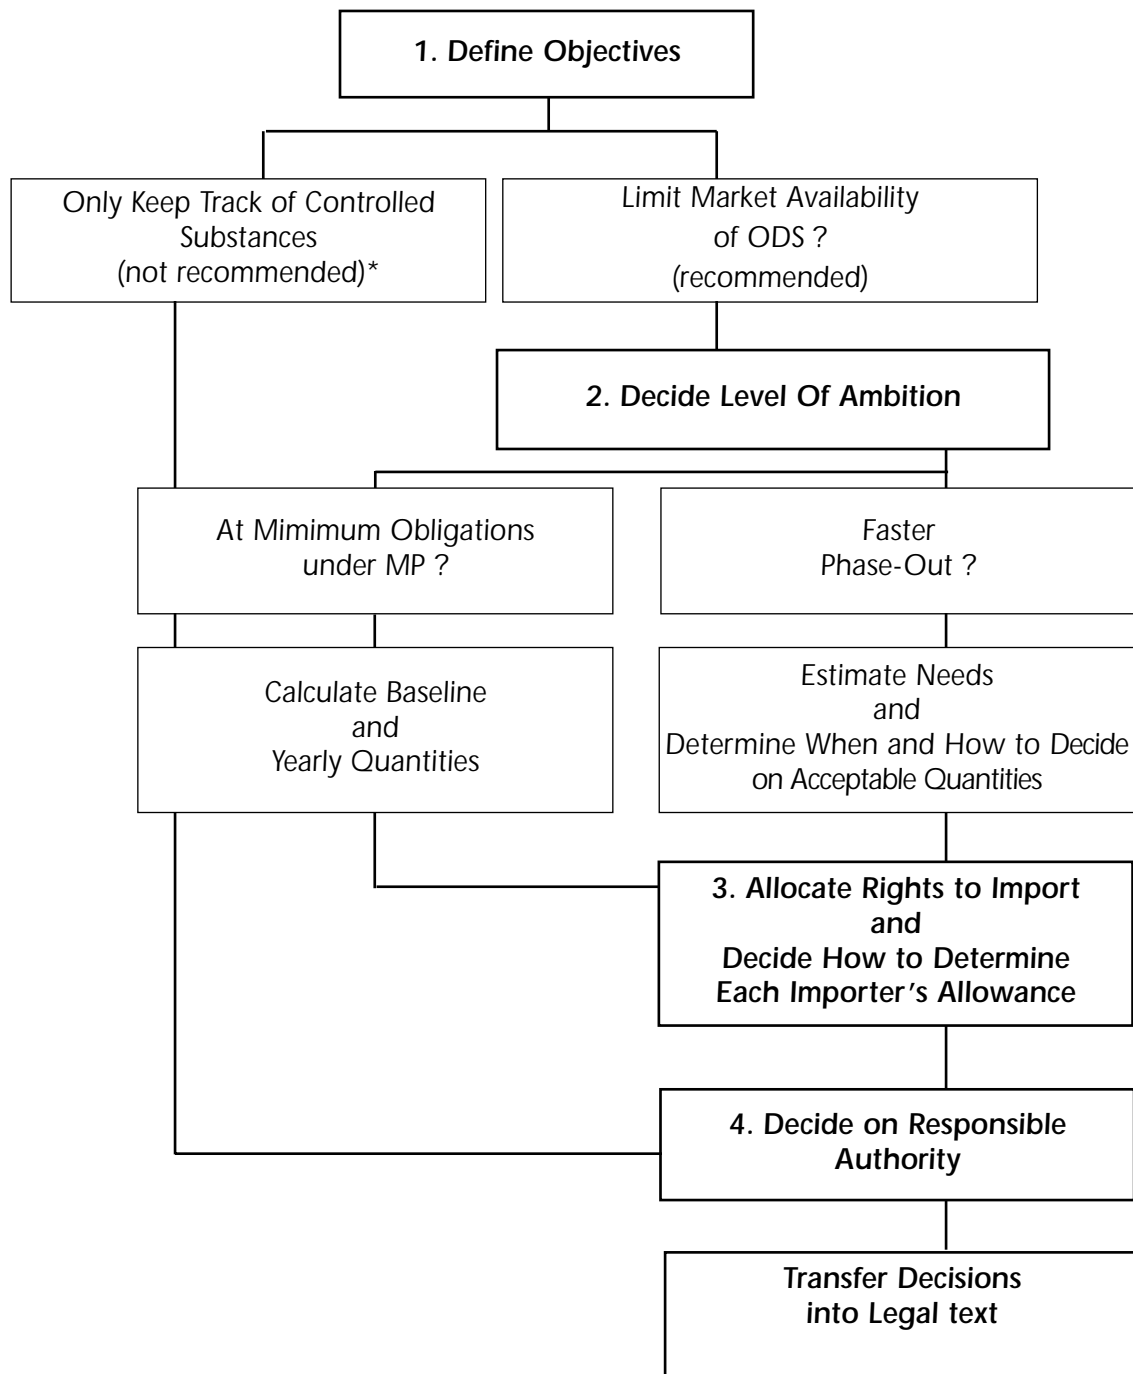 1. Define Objectives
Only Keep Track of Controlled
Substances
(not recommended)*
Limit Market Availability
of ODS ?
(recommended)
2. Decide Level Of Ambition
At Mimimum Obligations
under MP ?
Faster
Phase-Out ?
Calculate Baseline
and
Yearly Quantities
Estimate Needs
and
Determine When and How to Decide
on Acceptable Quantities
3. Allocate Rights to Import
and
Decide How to Determine
Each Importer’s Allowance
4. Decide on Responsible
Authority
Transfer Decisions
into Legal text